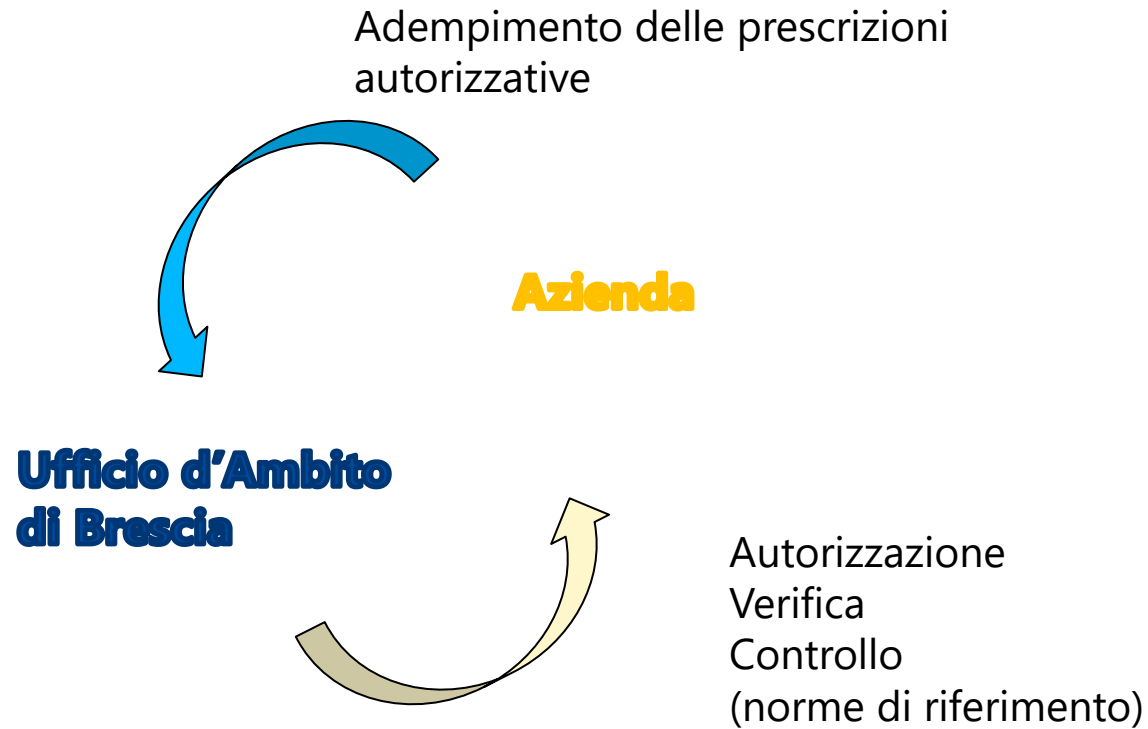 Adempimento delle prescrizioni
autorizzative
Azienda
Ufficio d’Ambito
di Brescia
Autorizzazione
Verifica
Controllo
(norme di riferimento)